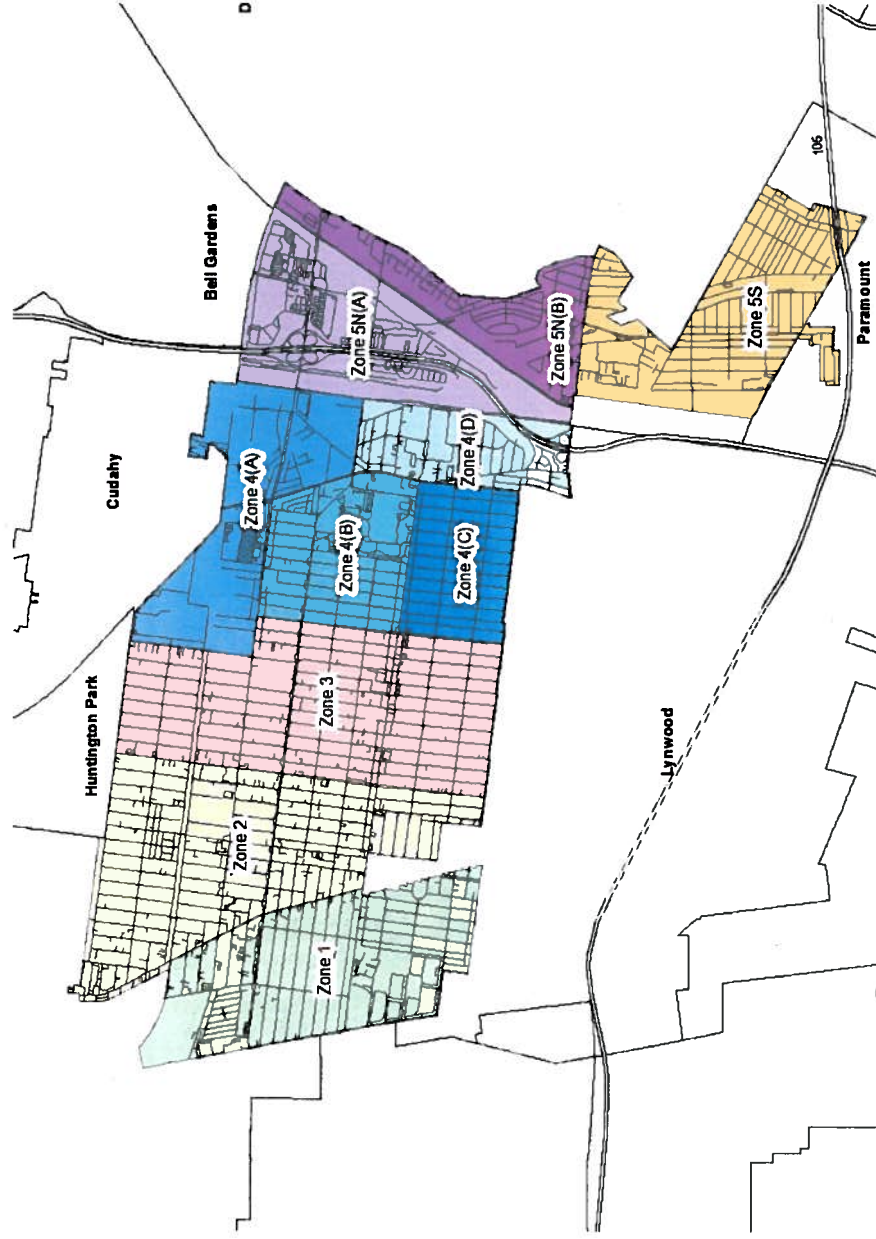 D
Bell Gardens
Cudahy
Huntington Park
Zone 5N(A)
Zone 5N(B)
Zone 5S
106
Paramount
Zone 4(A)
Zone 4(B)
Zone 4(C)
Zone 4(D)
Zone 3
Zone 2
Zone 1
Lynwood